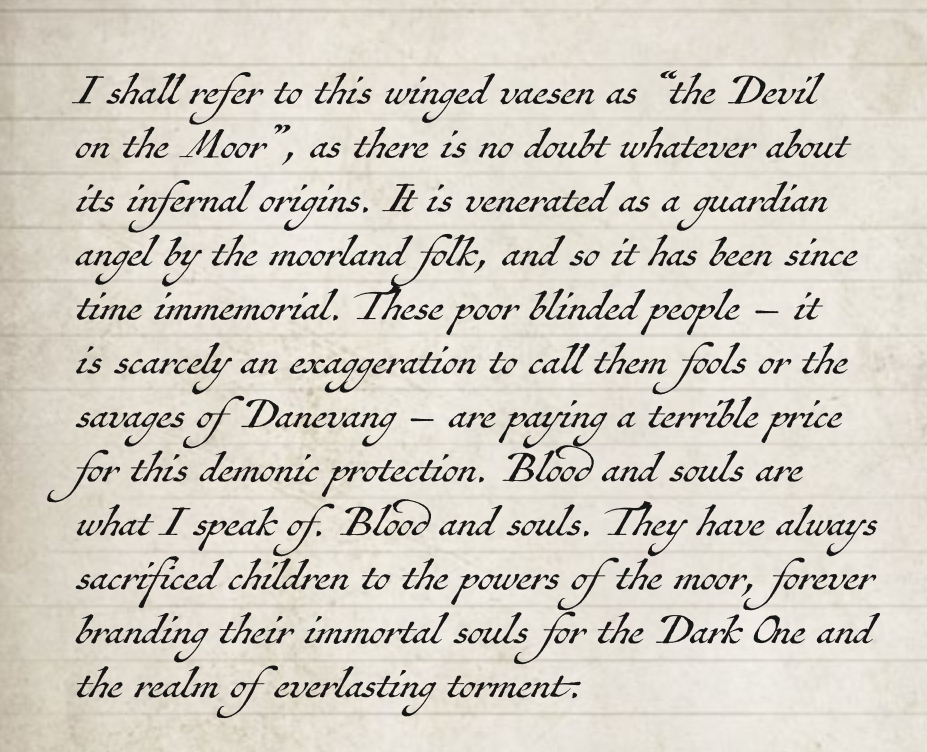 I shall refer to this winged vaesen as “the Devil
on the Moor”, as there is no doubt whatever about
its infernal origins. It is venerated as a guardian
angel by the moorland folk, and so it has been since
time immemorial. These poor blinded people – it
is scarcely an exaggeration to call them fools or the
savages of Danevang – are paying a terrible price
for this demonic protection. Blood and souls are
what I speak of. Blood and souls. They have always
sacrificed children to the powers of the moor, forever
branding their immortal souls for the Dark One and
the realm of everlasting torment.